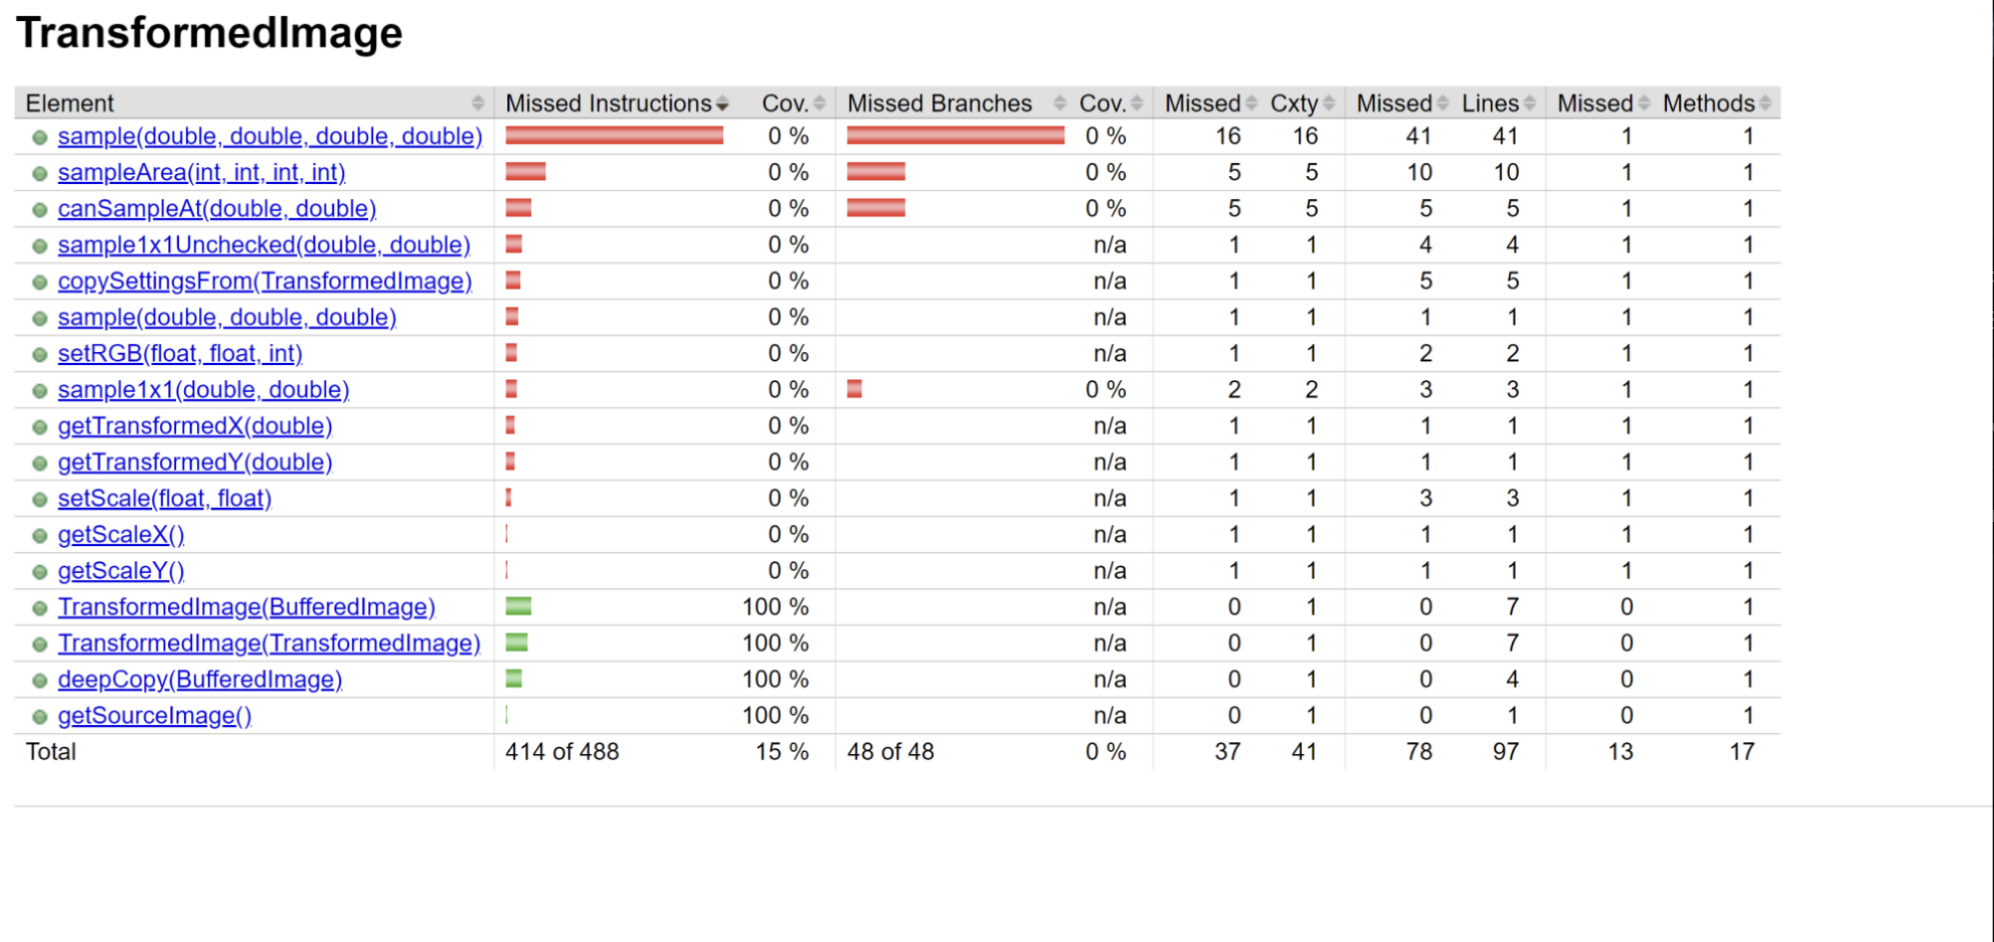 TransformedImage
Element Missed Instructions Cov. Missed Branches Cov. Missed Cxty Missed Lines Missed Methods
sample(double, double, double, double) 0 % 0 % 16 16 41 41 1 1
sampleArea(int, int, int, int) 0 % 0 % 5 5 10 10 1 1
canSampleAt(double, double) 0 % 0 % 5 5 5 5 1 1
sample1x1Unchecked(double, double) 0 % n/a 1 1 4 4 1 1
copySettingsFrom(TransformedImage) 0 % n/a 1 1 5 5 1 1
sample(double, double, double) 0 % n/a 1 1 1 1 1 1
setRGB(float, float, int) 0 % n/a 1 1 2 2 1 1
sample1x1(double, double) 0 % 0 % 2 2 3 3 1 1
getTransformedX(double) 0 % n/a 1 1 1 1 1 1
getTransformedY(double) 0 % n/a 1 1 1 1 1 1
setScale(float, float) 0 % n/a 1 1 3 3 1 1
getScaleX() 0 % n/a 1 1 1 1 1 1
getScaleY() 0 % n/a 1 1 1 1 1 1
TransformedImage(BufferedImage) 100 % n/a 0 1 0 7 0 1
TransformedImage(TransformedImage) 100 % n/a 0 1 0 7 0 1
deepCopy(BufferedImage) 100 % n/a 0 1 0 4 0 1
getSourceImage() 100 % n/a 0 1 0 1 0 1
Total 414 of 488 15 % 48 of 48 0 % 37 41 78 97 13 17